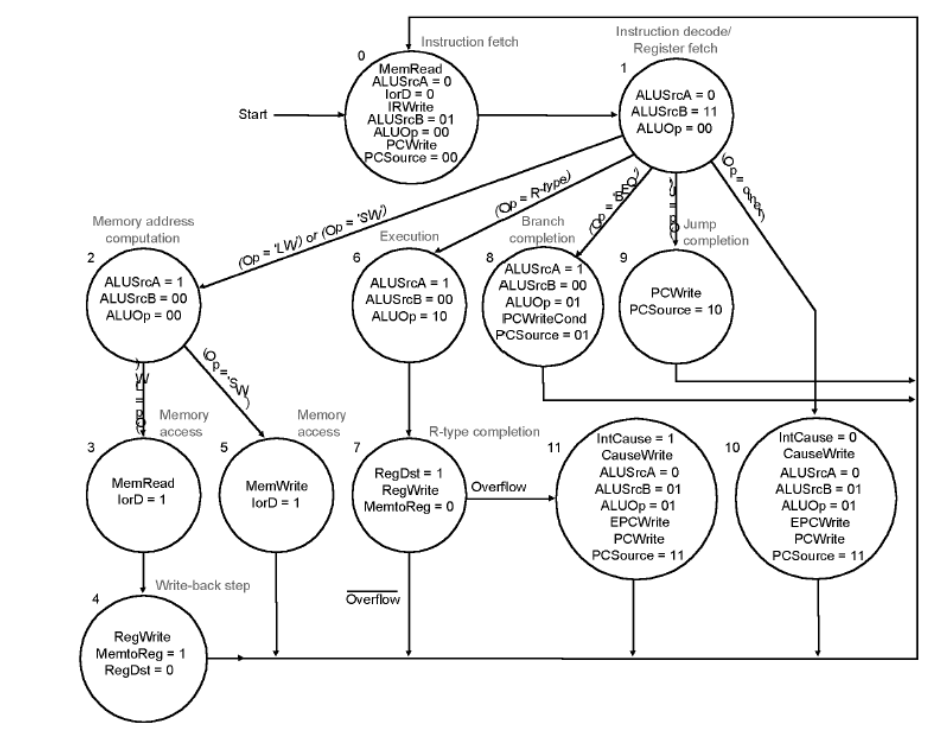 Instruction fetch
0
MemRead
ALUSrcA = 0
IorD = 0
IRWrite
ALUSrcB = 01
ALUOp = 00
PCWrite
PCSource = 00
Start
Instruction decode/
Register fetch
1
ALUSrcA = 0
ALUSrcB = 11
ALUOp = 00
(Op = 'LW') or (Op = 'SW')
(Op = R-type)
(Op = 'BEQ')
(Op = 'J')
(Op = other)
Memory address
computation
2
ALUSrcA = 1
ALUSrcB = 00
ALUOp = 00
Execution
6
ALUSrcA = 1
ALUSrcB = 00
ALUOp = 10
Branch
completion
8
ALUSrcA = 1
ALUSrcB = 00
ALUOp = 01
PCWriteCond
PCSource = 01
Jump
completion
9
PCWrite
PCSource = 10
(Op = 'LW')
(Op = 'SW')
Memory
access
3
MemRead
IorD = 1
Memory
access
5
MemWrite
IorD = 1
R-type completion
7
RegDst = 1
RegWrite
MemtoReg = 0
Overflow
Overflow
11
IntCause = 1
CauseWrite
ALUSrcA = 0
ALUSrcB = 01
ALUOp = 01
EPCWrite
PCWrite
PCSource = 11
10
IntCause = 0
CauseWrite
ALUSrcA = 0
ALUSrcB = 01
ALUOp = 01
EPCWrite
PCWrite
PCSource = 11
Write-back step
4
RegWrite
MemtoReg = 1
RegDst = 0